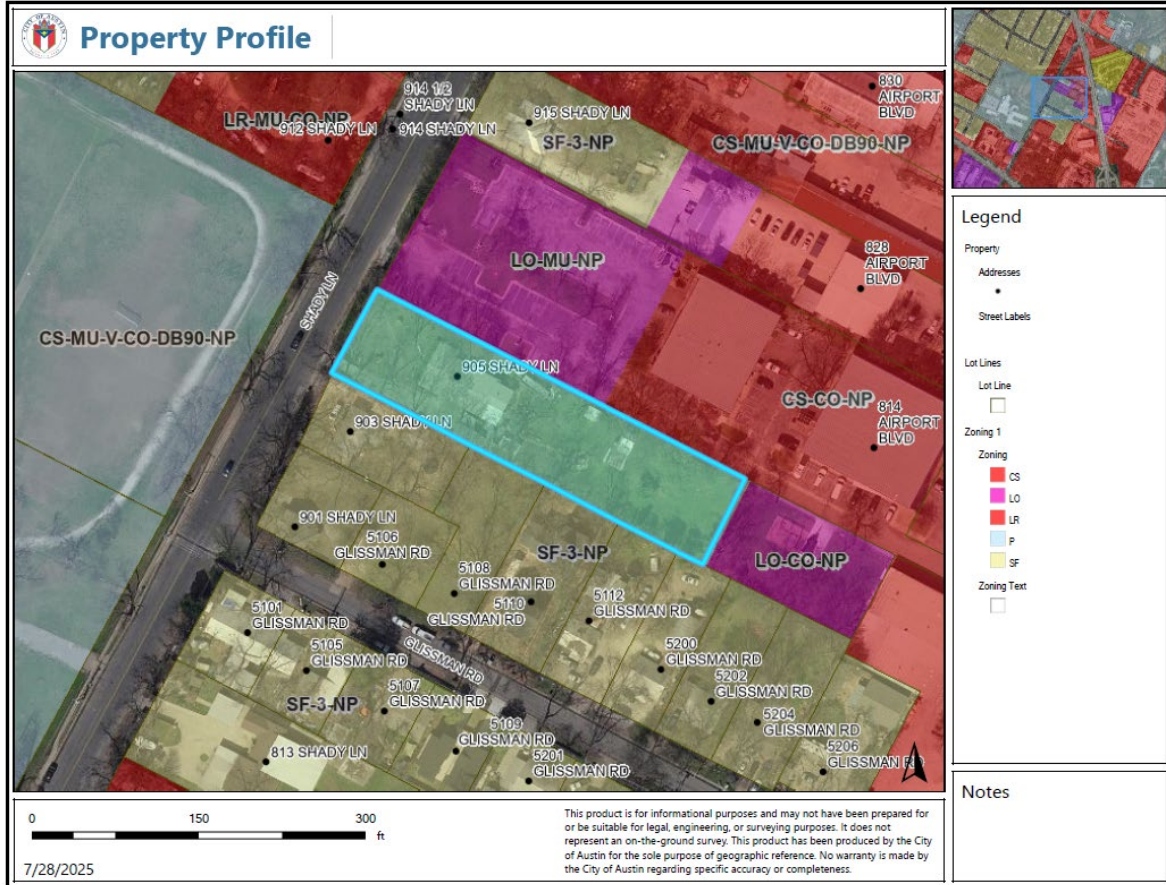 Property Profile
914 1/2
SHADY LN
914 SHADY LN
LR-MU-CO-NP
912 SHADY LN
915 SHADY LN
SF-3-NP
830
AIRPORT
BLVD
CS-MU-V-CO-DB90-NP
LO-MU-NP
828
AIRPORT
BLVD
SHADY LN
CS-MU-V-CO-DB90-NP
905 SHADY LN
CS-CO-NP
814
AIRPORT
BLVD
903 SHADY LN
901 SHADY LN
5106
GLISSMAN RD
SF-3-NP
LO-CO-NP
5108
GLISSMAN RD
5110
GLISSMAN RD
5112
GLISSMAN RD
5101
GLISSMAN RD
GLISSMAN RD
5105
GLISSMAN RD
5200
GLISSMAN RD
5202
GLISSMAN RD
SF-3-NP
5107
GLISSMAN RD
5204
GLISSMAN RD
5109
GLISSMAN RD
813 SHADY LN
5201
GLISSMAN RD
5206
GLISSMAN RD
Legend
Property
Addresses
Street Labels
Lot Lines
Lot Line
Zoning 1
Zoning
CS
LO
LR
P
SF
Zoning Text
Notes
0 150 300
ft
7/28/2025
This product is for informational purposes and may not have been prepared for
or be suitable for legal, engineering, or surveying purposes. It does not
represent an on-the-ground survey. This product has been produced by the City
of Austin for the sole purpose of geographic reference. No warranty is made by
the City of Austin regarding specific accuracy or completeness.